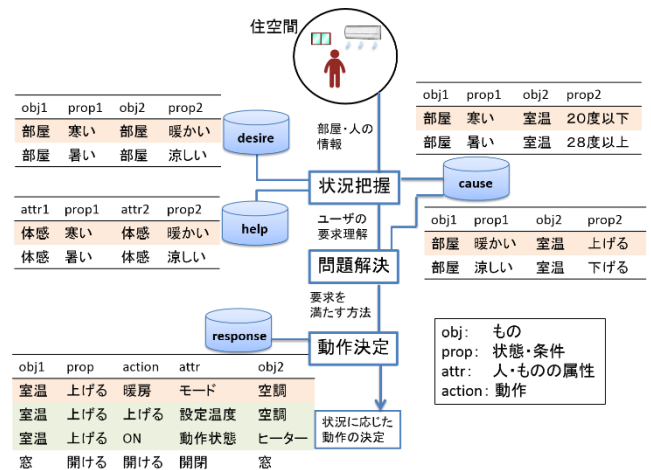 住空間
obj1 prop1 obj2 prop2
部屋 寒い 部屋 暖かい
部屋 暑い 部屋 涼しい
desire
部屋・人の
情報
obj1 prop1 obj2 prop2
部屋 寒い 室温 20度以下
部屋 暑い 室温 28度以上
状況把握
cause
attr1 prop1 attr2 prop2
体感 寒い 体感 暖かい
体感 暑い 体感 涼しい
help
ユーザの
要求理解
obj1 prop1 obj2 prop2
部屋 暖かい 室温 上げる
部屋 涼しい 室温 下げる
問題解決
要求を
満たす方法
response
動作決定
obj: もの
prop: 状態・条件
attr: 人・ものの属性
action: 動作
obj1 prop action attr obj2
室温 上げる 暖房 モード 空調
室温 上げる 上げる 設定温度 空調
室温 上げる ON 動作状態 ヒーター
窓 開ける 開ける 開閉 窓
状況に応じた
動作の決定